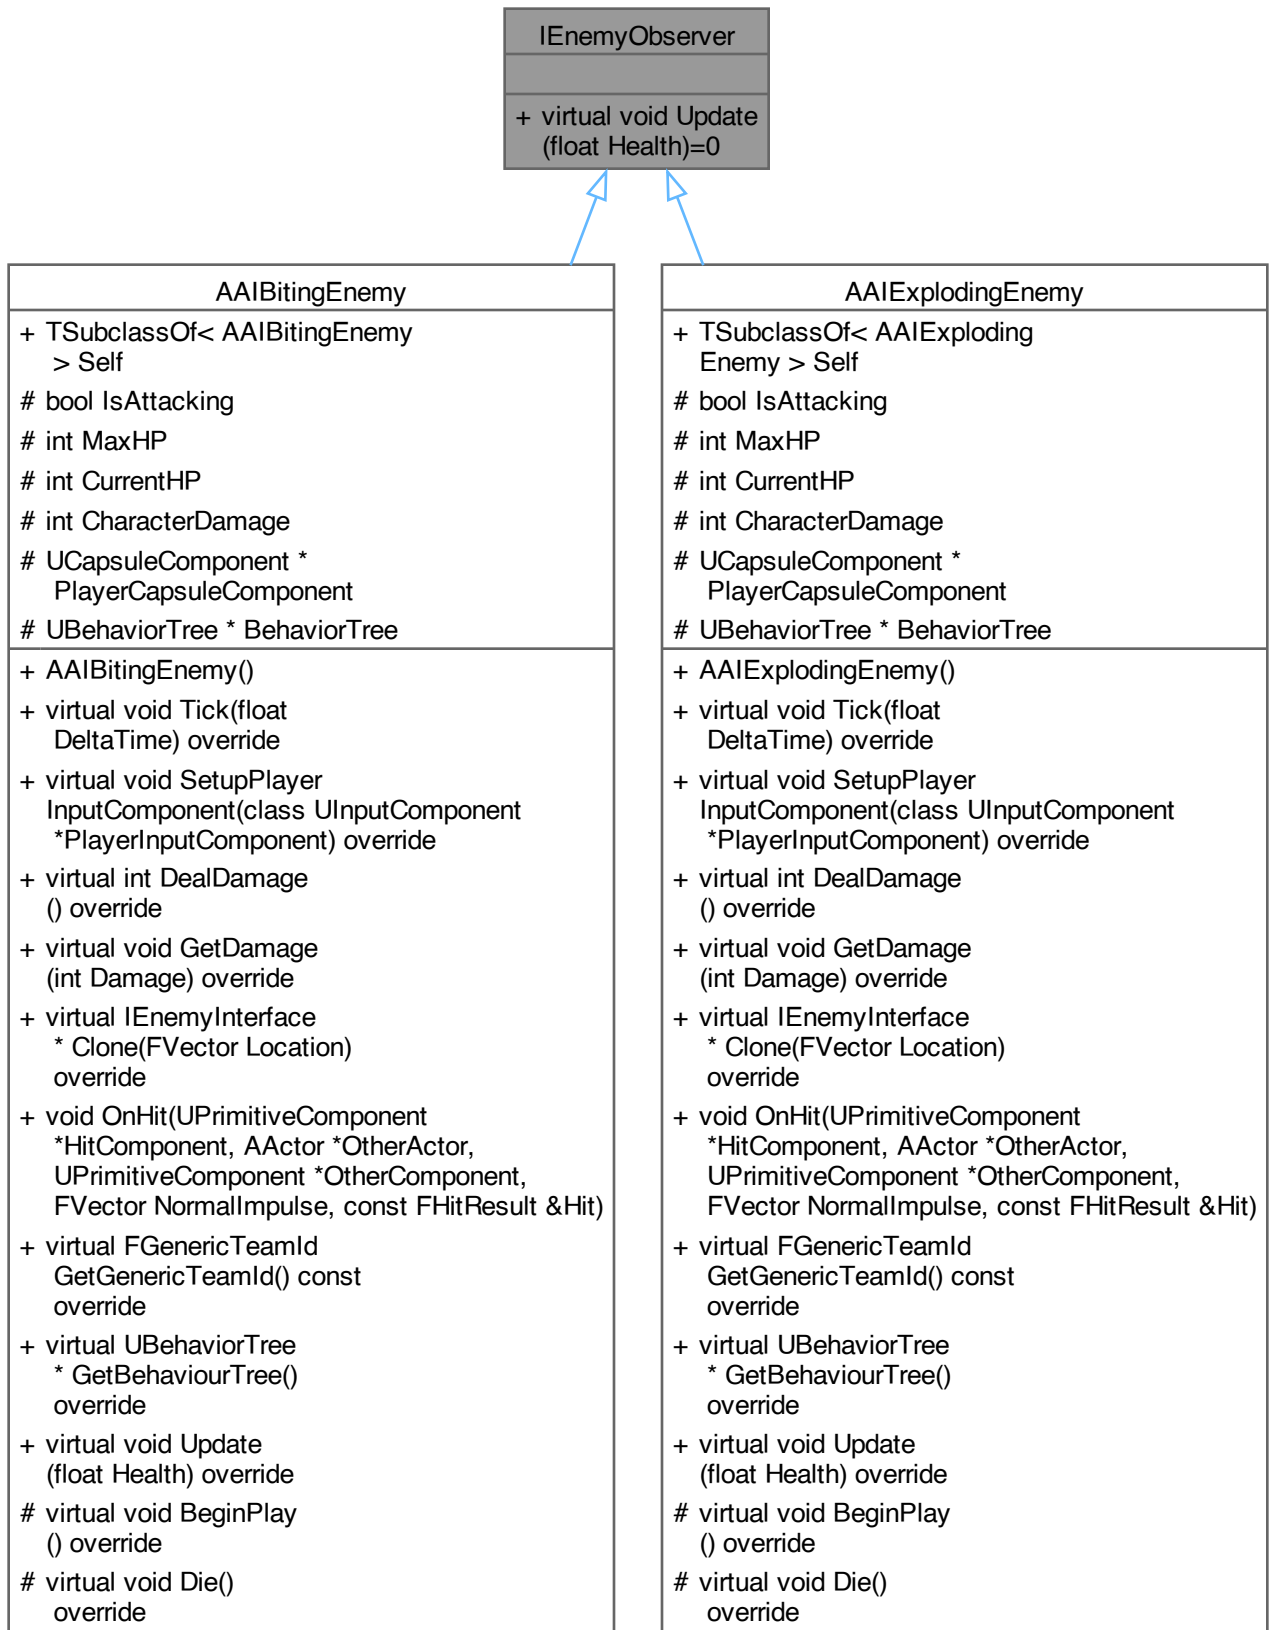 IEnemyObserver
+ virtual void Update
(float Health)=0
AAIBitingEnemy
+ TSubclassOf< AAIBitingEnemy
> Self
# bool IsAttacking
# int MaxHP
# int CurrentHP
# int CharacterDamage
# UCapsuleComponent *
PlayerCapsuleComponent
# UBehaviorTree * BehaviorTree
+ AAIBitingEnemy()
+ virtual void Tick(float
DeltaTime) override
+ virtual void SetupPlayer
InputComponent(class UInputComponent
*PlayerInputComponent) override
+ virtual int DealDamage
() override
+ virtual void GetDamage
(int Damage) override
+ virtual IEnemyInterface
* Clone(FVector Location)
override
+ void OnHit(UPrimitiveComponent
*HitComponent, AActor *OtherActor,
UPrimitiveComponent *OtherComponent,
FVector NormalImpulse, const FHitResult &Hit)
+ virtual FGenericTeamId
GetGenericTeamId() const
override
+ virtual UBehaviorTree
* GetBehaviourTree()
override
+ virtual void Update
(float Health) override
# virtual void BeginPlay
() override
# virtual void Die()
override
AAIExplodingEnemy
+ TSubclassOf< AAIExploding
Enemy > Self
# bool IsAttacking
# int MaxHP
# int CurrentHP
# int CharacterDamage
# UCapsuleComponent *
PlayerCapsuleComponent
# UBehaviorTree * BehaviorTree
+ AAIExplodingEnemy()
+ virtual void Tick(float
DeltaTime) override
+ virtual void SetupPlayer
InputComponent(class UInputComponent
*PlayerInputComponent) override
+ virtual int DealDamage
() override
+ virtual void GetDamage
(int Damage) override
+ virtual IEnemyInterface
* Clone(FVector Location)
override
+ void OnHit(UPrimitiveComponent
*HitComponent, AActor *OtherActor,
UPrimitiveComponent *OtherComponent,
FVector NormalImpulse, const FHitResult &Hit)
+ virtual FGenericTeamId
GetGenericTeamId() const
override
+ virtual UBehaviorTree
* GetBehaviourTree()
override
+ virtual void Update
(float Health) override
# virtual void BeginPlay
() override
# virtual void Die()
override